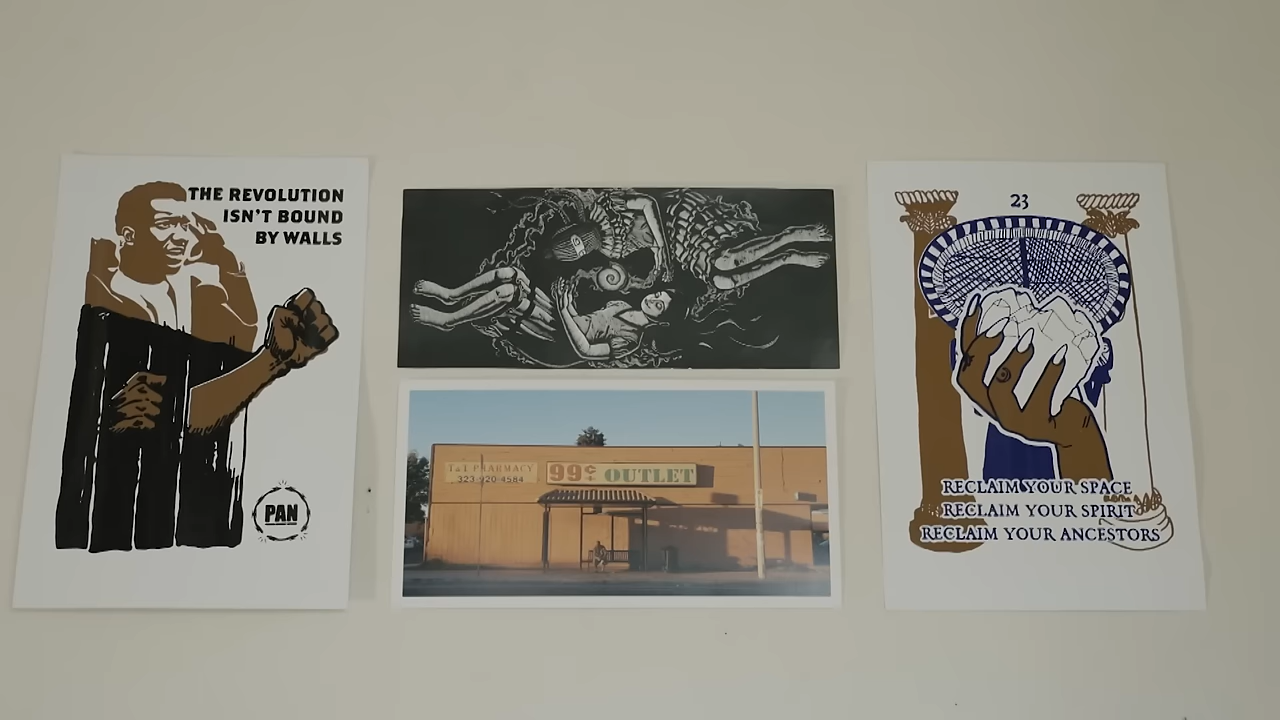 THE REVOLUTION
ISN'T BOUND
BY WALLS
PAN
T&T PHARMACY
323-920-4584
99¢ OUTLET
23
RECLAIM YOUR SPACE
RECLAIM YOUR SPIRIT
RECLAIM YOUR ANCESTORS